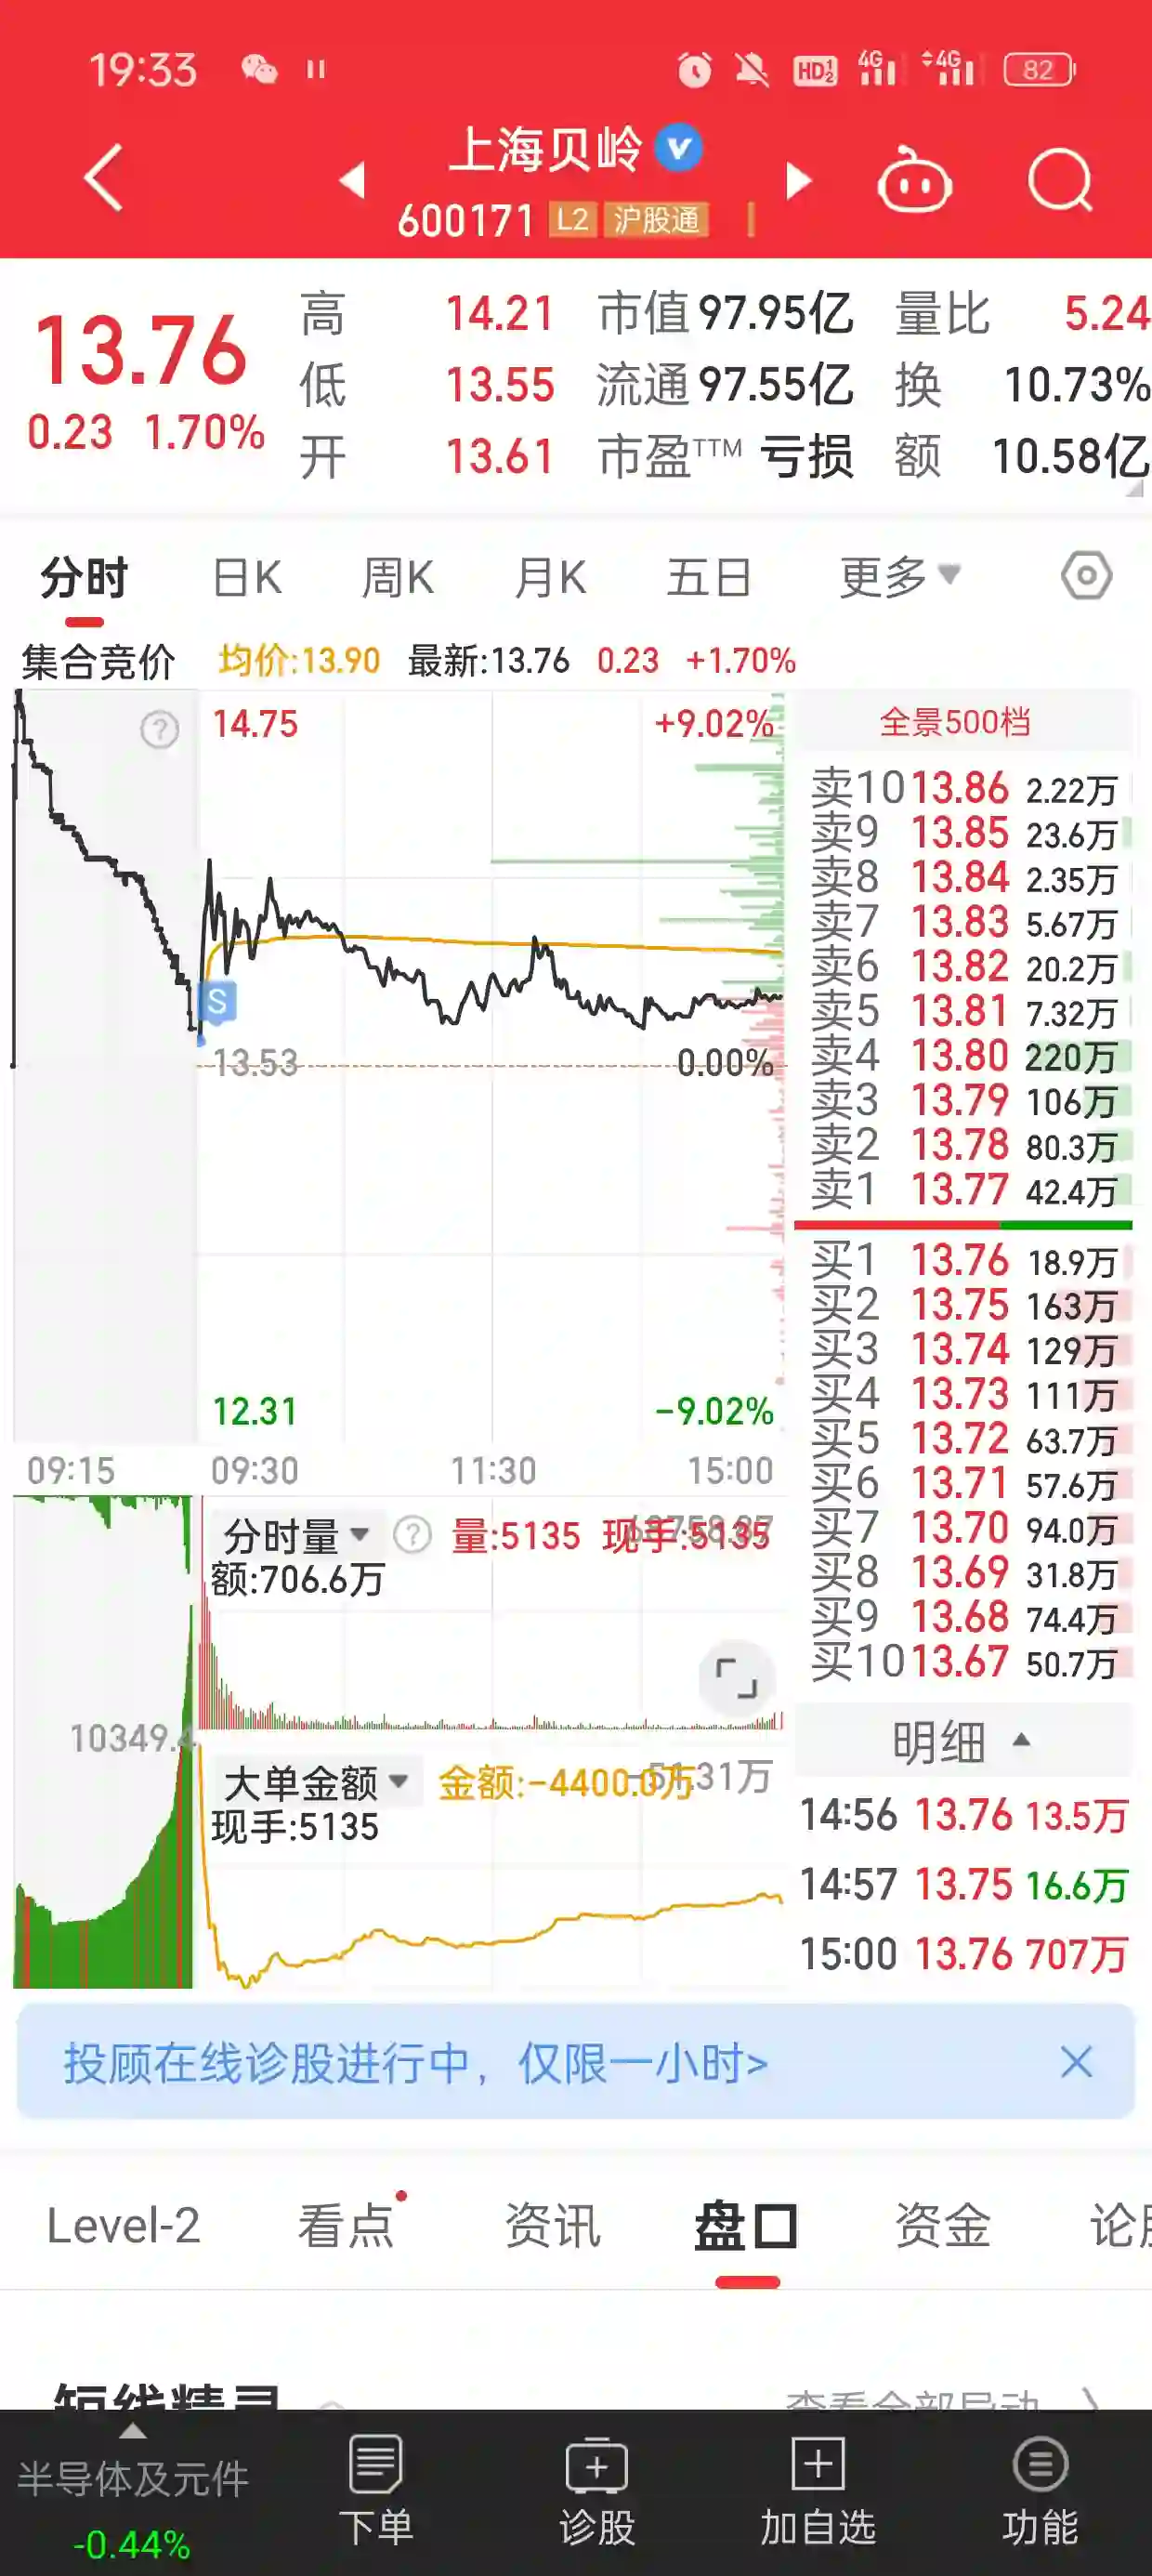 19:33 HD 1 2 4G 4G 82
上海贝岭
600171 L2 沪股通
13.76
0.23 1.70%
高 14.21 市值 97.95亿 量比 5.24
低 13.55 流通 97.55亿 换 10.73%
开 13.61 市盈TTM 亏损 额 10.58亿
分时 日K 周K 月K 五日 更多
集合竞价 均价:13.90 最新:13.76 0.23 +1.70%
14.75 +9.02%
S
13.53 0.00%
12.31 -9.02%
09:15 09:30 11:30 15:00
分时量 量:5135 现手:5135
额:706.6万
10349.4
大单金额 金额:-4400.0万
现手:5135
全景500档
卖10 13.86 2.22万
卖9 13.85 23.6万
卖8 13.84 2.35万
卖7 13.83 5.67万
卖6 13.82 20.2万
卖5 13.81 7.32万
卖4 13.80 220万
卖3 13.79 106万
卖2 13.78 80.3万
卖1 13.77 42.4万
买1 13.76 18.9万
买2 13.75 163万
买3 13.74 129万
买4 13.73 111万
买5 13.72 63.7万
买6 13.71 57.6万
买7 13.70 94.0万
买8 13.69 31.8万
买9 13.68 74.4万
买10 13.67 50.7万
明细
14:56 13.76 13.5万
14:57 13.75 16.6万
15:00 13.76 707万
投顾在线诊股进行中，仅限一小时>
Level-2 看点 资讯 盘口 资金 论
短线精灵 查看全部异动
半导体及元件
-0.44%
下单 诊股 加自选 功能